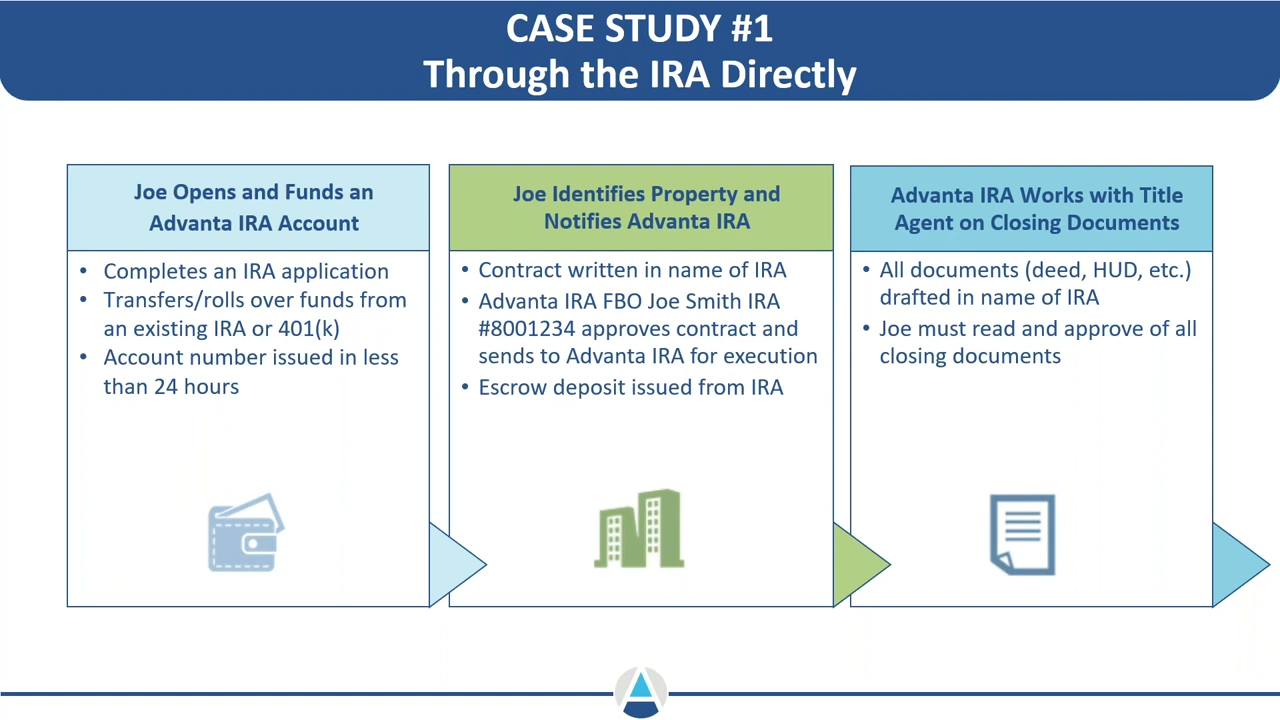 CASE STUDY #1
Through the IRA Directly
Joe Opens and Funds an
Advanta IRA Account
• Completes an IRA application
• Transfers/rolls over funds from
an existing IRA or 401(k)
• Account number issued in less
than 24 hours
Joe Identifies Property and
Notifies Advanta IRA
• Contract written in name of IRA
• Advanta IRA FBO Joe Smith IRA
#8001234 approves contract and
sends to Advanta IRA for execution
• Escrow deposit issued from IRA
Advanta IRA Works with Title
Agent on Closing Documents
• All documents (deed, HUD, etc.)
drafted in name of IRA
• Joe must read and approve of all
closing documents